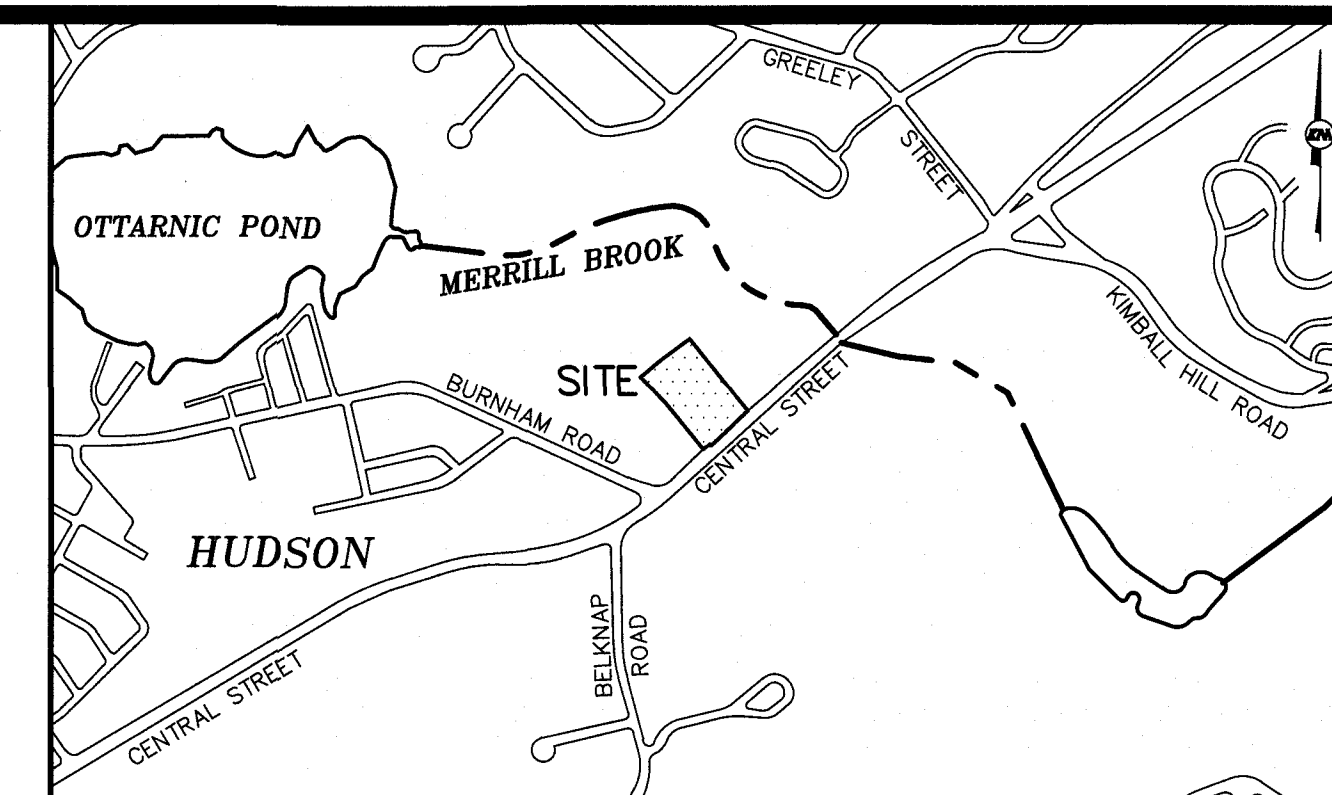 GREELEY
STREET
OTTARNIC POND
MERRILL BROOK
KIMBALL HILL ROAD
SITE
BURNHAM ROAD
CENTRAL STREET
HUDSON
BELKNAP
ROAD
CENTRAL STREET